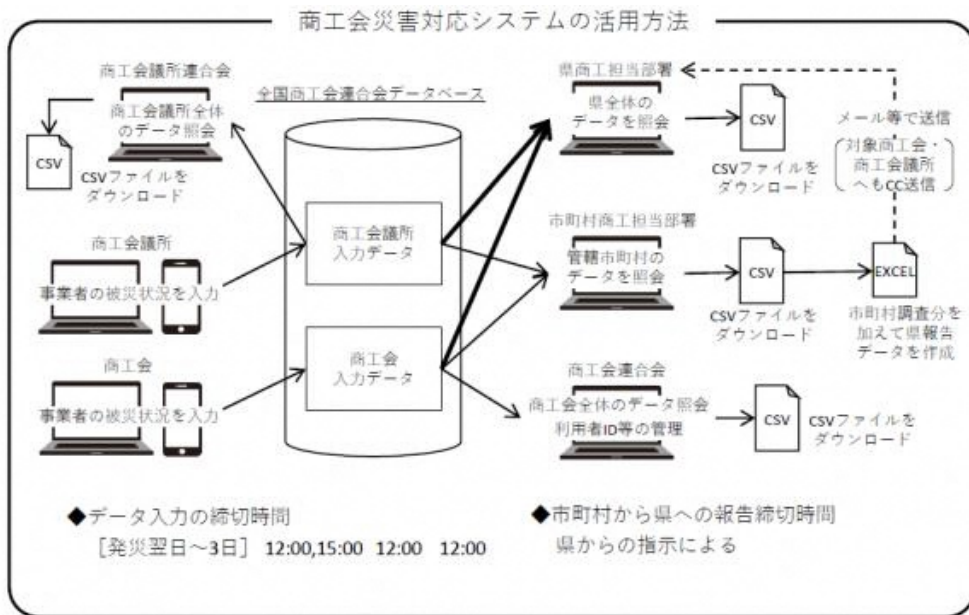 商工会災害対応システムの活用方法
商工会議所連合会
商工会議所全体
のデータ照会
CSV
CSVファイルを
ダウンロード
商工会議所
事業者の被災状況を入力
商工会
事業者の被災状況を入力
全国商工会連合会データベース
商工会議所
入力データ
商工会
入力データ
県商工担当部署
県全体の
データを照会
CSV
CSVファイルを
ダウンロード
メール等で送信
対象商工会・
商工会議所
へもCC送信
市町村商工担当部署
管轄市町村の
データを照会
CSV
CSVファイルを
ダウンロード
EXCEL
市町村調査分を
加えて県報告
データを作成
商工会連合会
商工会全体のデータ照会
利用者ID等の管理
CSV
CSVファイルを
ダウンロード
◆データ入力の締切時間
[発災翌日～3日] 12:00,15:00 12:00 12:00
◆市町村から県への報告締切時間
県からの指示による